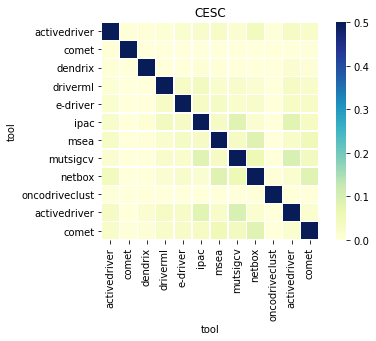 CESC
activedriver
comet
dendrix
driverml
e-driver
ipac
msea
mutsigcv
netbox
oncodriveclust
activedriver
comet
tool
activedriver
comet
dendrix
driverml
e-driver
ipac
msea
mutsigcv
netbox
oncodriveclust
activedriver
comet
tool
0.5
0.4
0.3
0.2
0.1
0.0